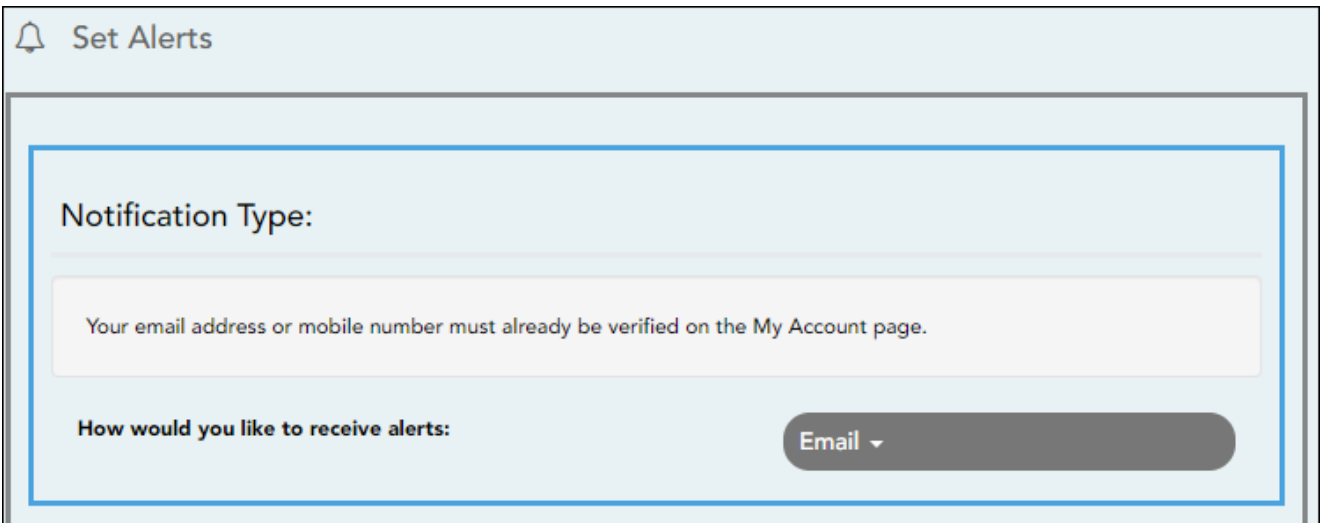 Set Alerts
Notification Type:
Your email address or mobile number must already be verified on the My Account page.
How would you like to receive alerts:
Email